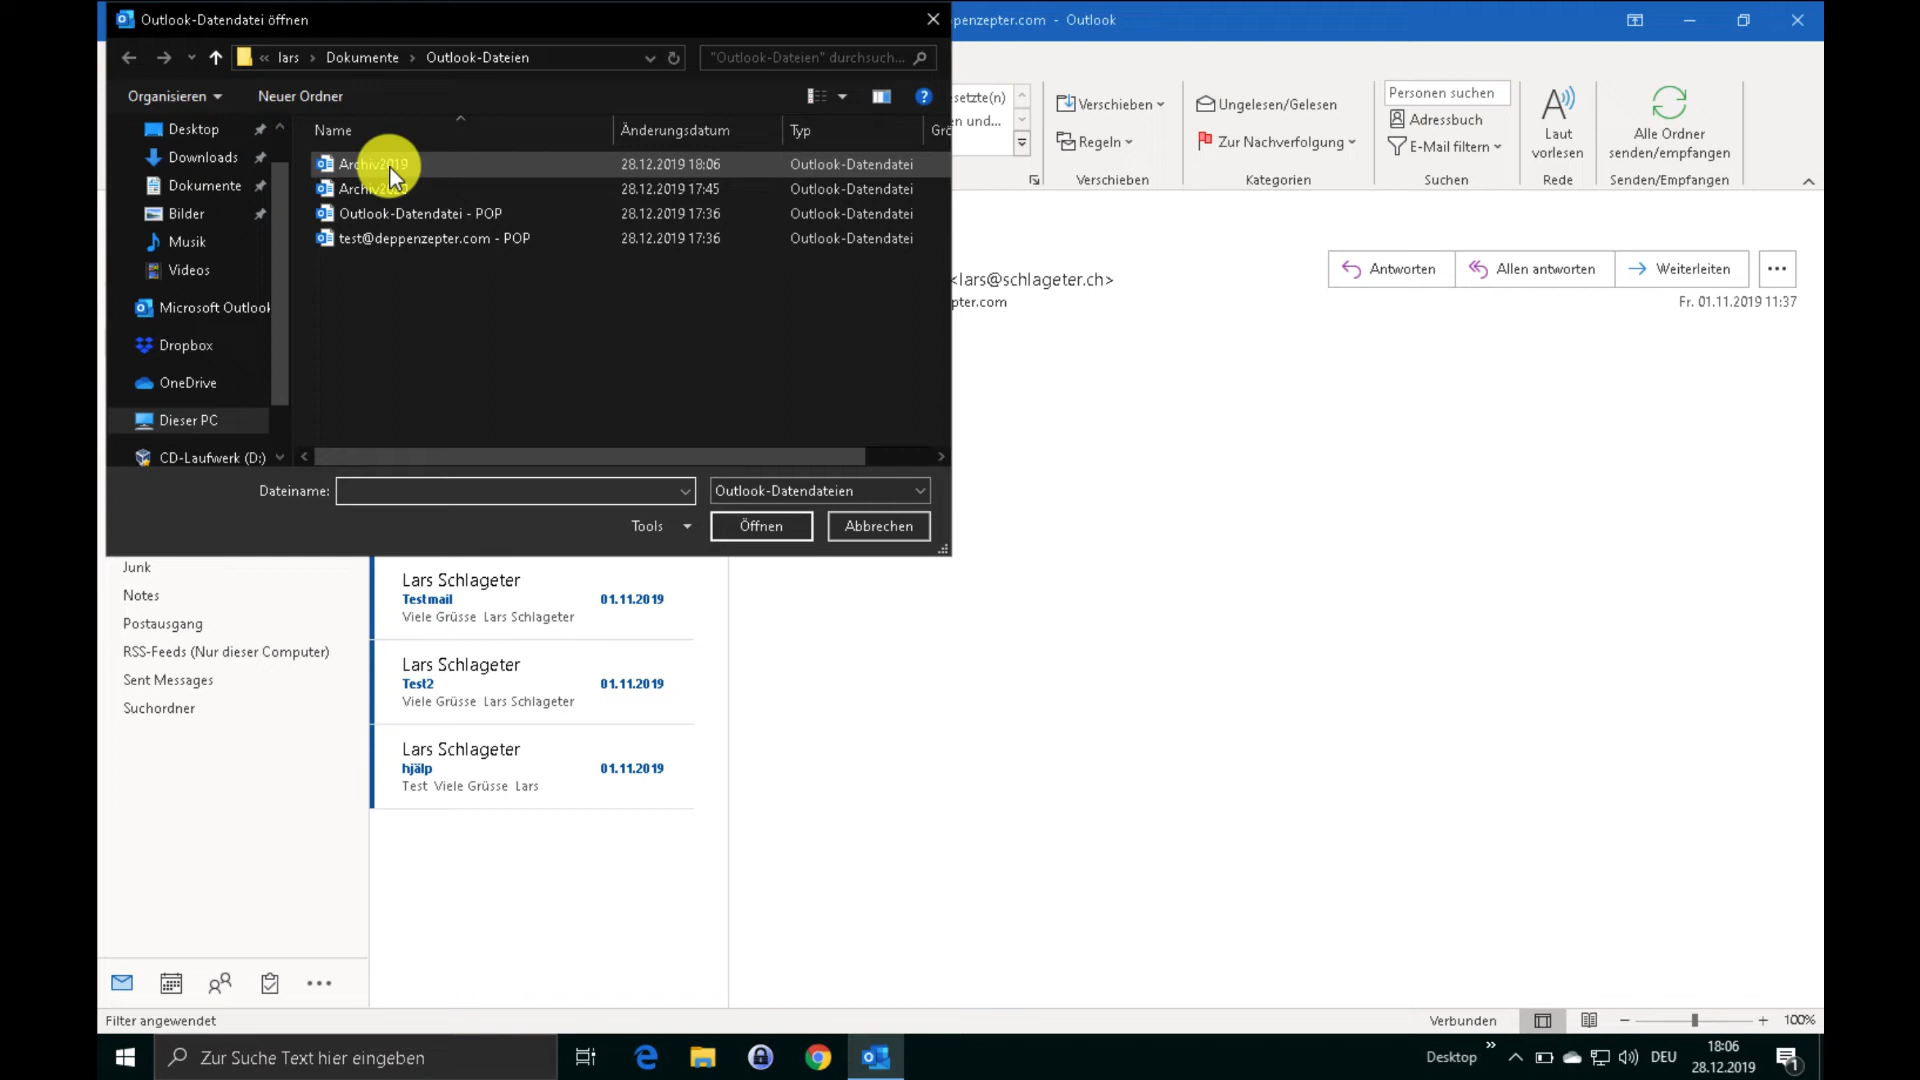 Outlook-Datendatei öffnen
penzepter.com - Outlook
« lars › Dokumente › Outlook-Dateien
"Outlook-Dateien" durchsuch...
Organisieren
Neuer Ordner
Desktop
Downloads
Dokumente
Bilder
Musik
Videos
Microsoft Outlook
Dropbox
OneDrive
Dieser PC
CD-Laufwerk (D:)
Name Änderungsdatum Typ Grö
Archiv2019 28.12.2019 18:06 Outlook-Datendatei
28.12.2019 17:45 Outlook-Datendatei
Outlook-Datendatei - POP 28.12.2019 17:36 Outlook-Datendatei
test@deppenzepter.com - POP 28.12.2019 17:36 Outlook-Datendatei
Dateiname:
Outlook-Datendateien
Tools
Öffnen
Abbrechen
setzte(n)
n und...
Verschieben
Regeln
Verschieben
Ungelesen/Gelesen
Zur Nachverfolgung
Kategorien
Personen suchen
Adressbuch
E-Mail filtern
Suchen
Laut
vorlesen
Rede
Alle Ordner
senden/empfangen
Senden/Empfangen
<lars@schlageter.ch>
pter.com
Antworten
Allen antworten
Weiterleiten
Fr. 01.11.2019 11:37
Junk
Notes
Postausgang
RSS-Feeds (Nur dieser Computer)
Sent Messages
Suchordner
Lars Schlageter
Testmail 01.11.2019
Viele Grüsse Lars Schlageter
Lars Schlageter
Test2 01.11.2019
Viele Grüsse Lars Schlageter
Lars Schlageter
hjälp 01.11.2019
Test Viele Grüsse Lars
Filter angewendet
Verbunden
100%
Zur Suche Text hier eingeben
Desktop
DEU
18:06
28.12.2019
1